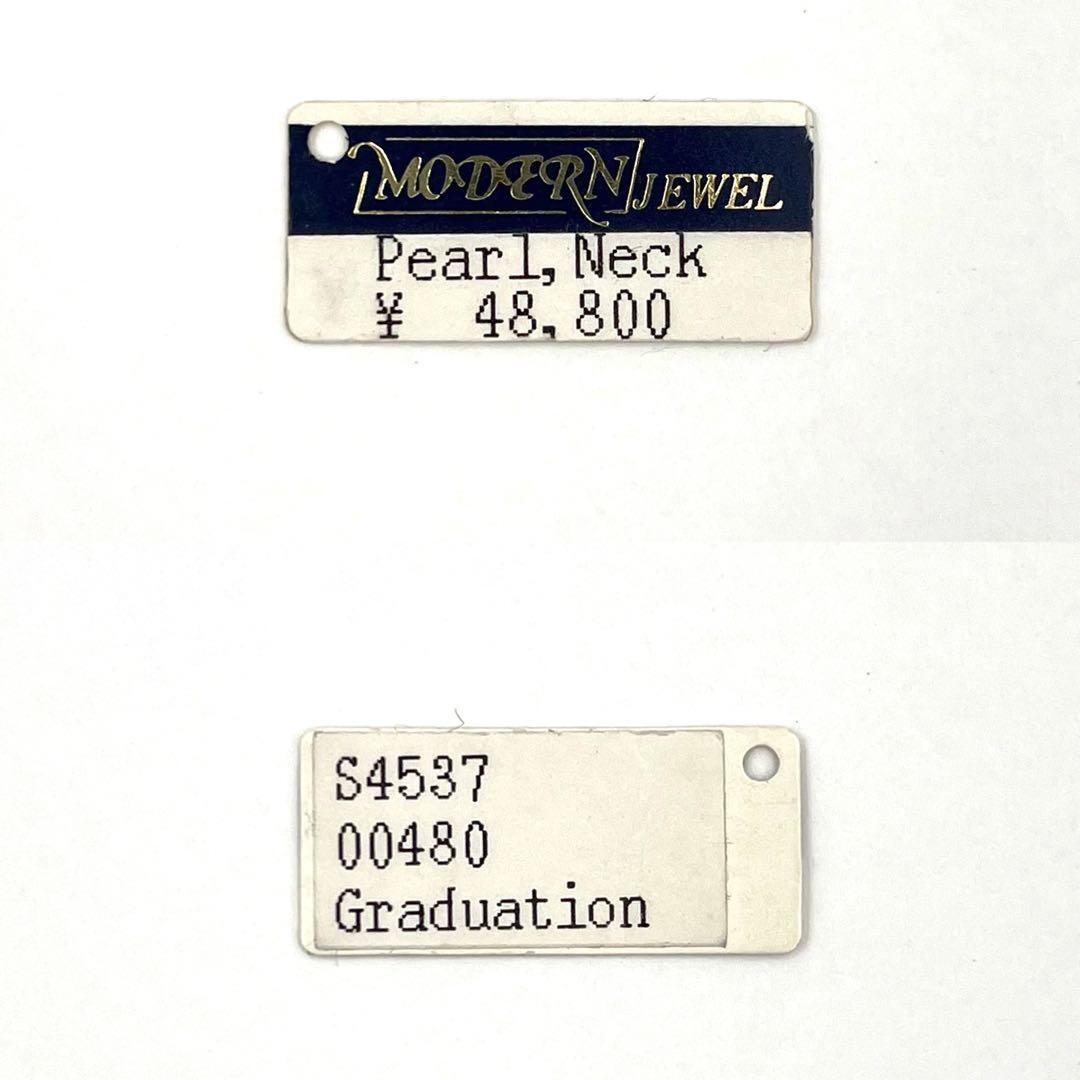 MODERN JEWEL
Pearl, Neck
¥ 48,800
S4537
00480
Graduation